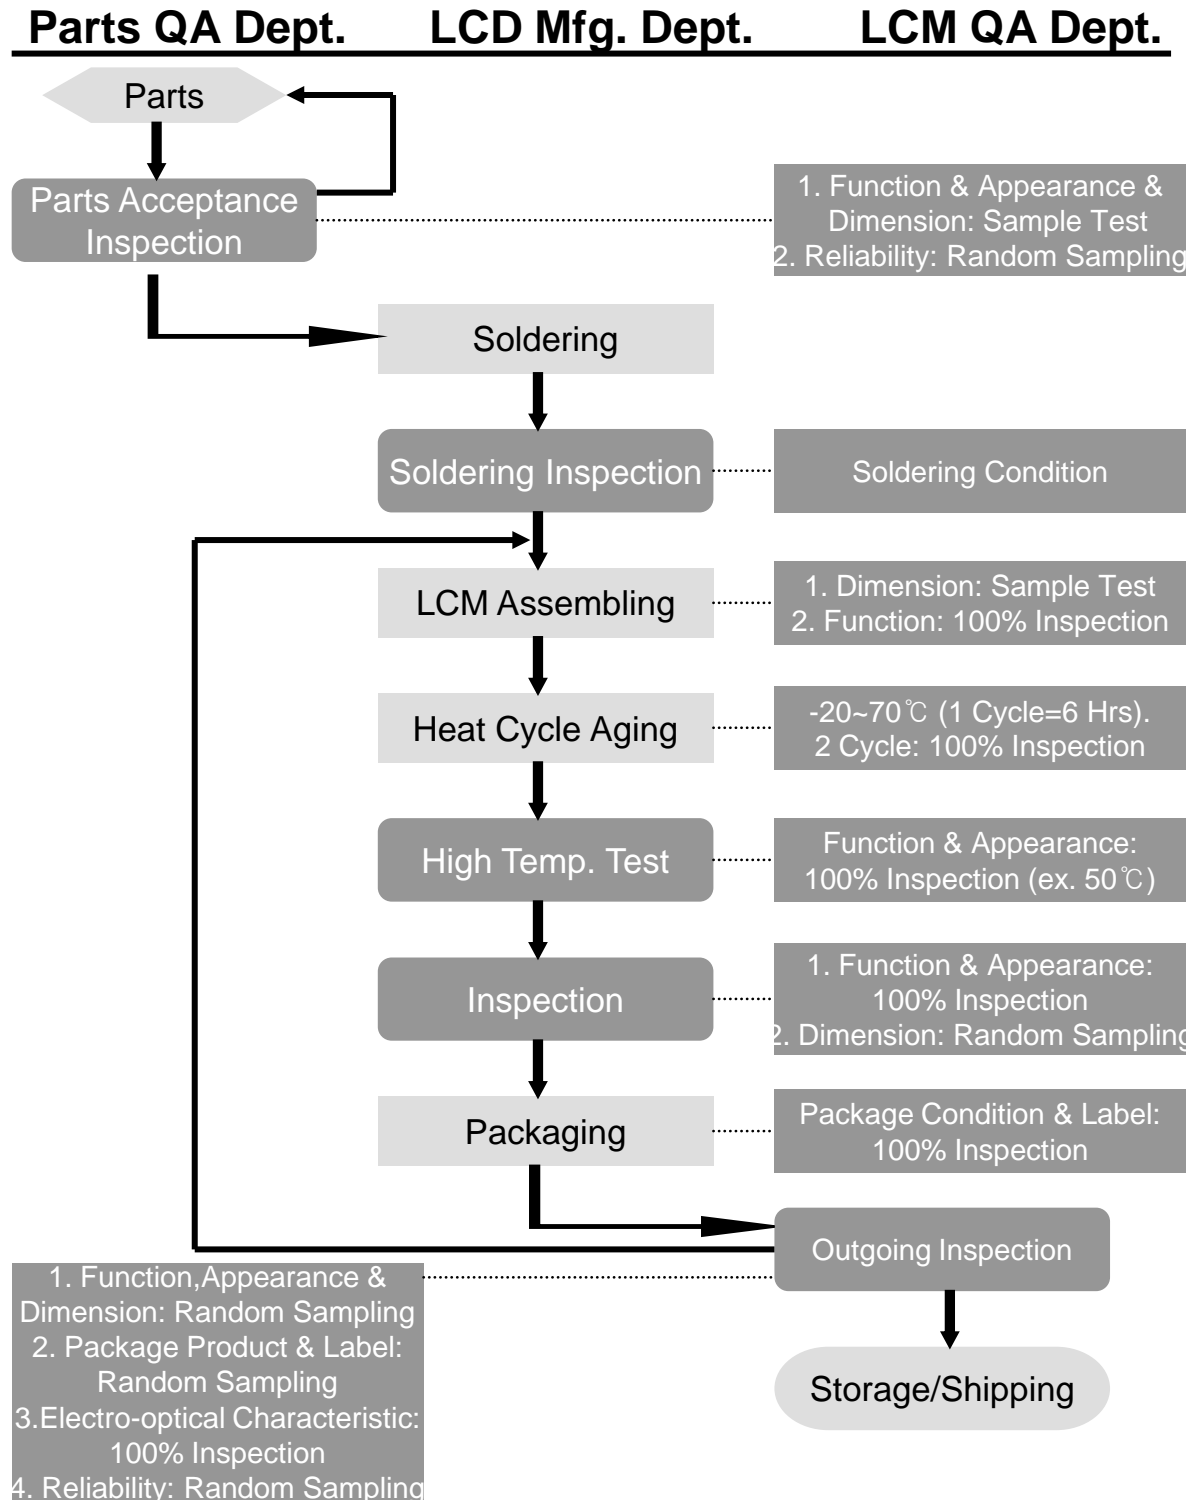 Parts QA Dept.
LCD Mfg. Dept.
LCM QA Dept.
Parts
Parts Acceptance
Inspection
1. Function & Appearance &
Dimension: Sample Test
2. Reliability: Random Sampling
Soldering
Soldering Inspection
Soldering Condition
LCM Assembling
1. Dimension: Sample Test
2. Function: 100% Inspection
Heat Cycle Aging
-20~70℃ (1 Cycle=6 Hrs).
2 Cycle: 100% Inspection
High Temp. Test
Function & Appearance:
100% Inspection (ex. 50℃)
Inspection
1. Function & Appearance:
100% Inspection
2. Dimension: Random Sampling
Packaging
Package Condition & Label:
100% Inspection
Outgoing Inspection
1. Function,Appearance &
Dimension: Random Sampling
2. Package Product & Label:
Random Sampling
3.Electro-optical Characteristic:
100% Inspection
4. Reliability: Random Sampling
Storage/Shipping